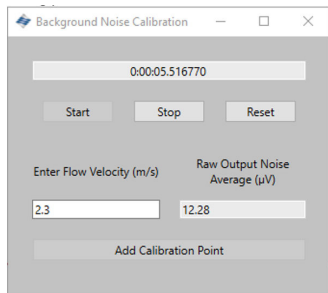 Background Noise Calibration
0:00:05.516770
Start Stop Reset
Enter Flow Velocity (m/s)
Raw Output Noise
Average (µV)
2.3 12.28
Add Calibration Point